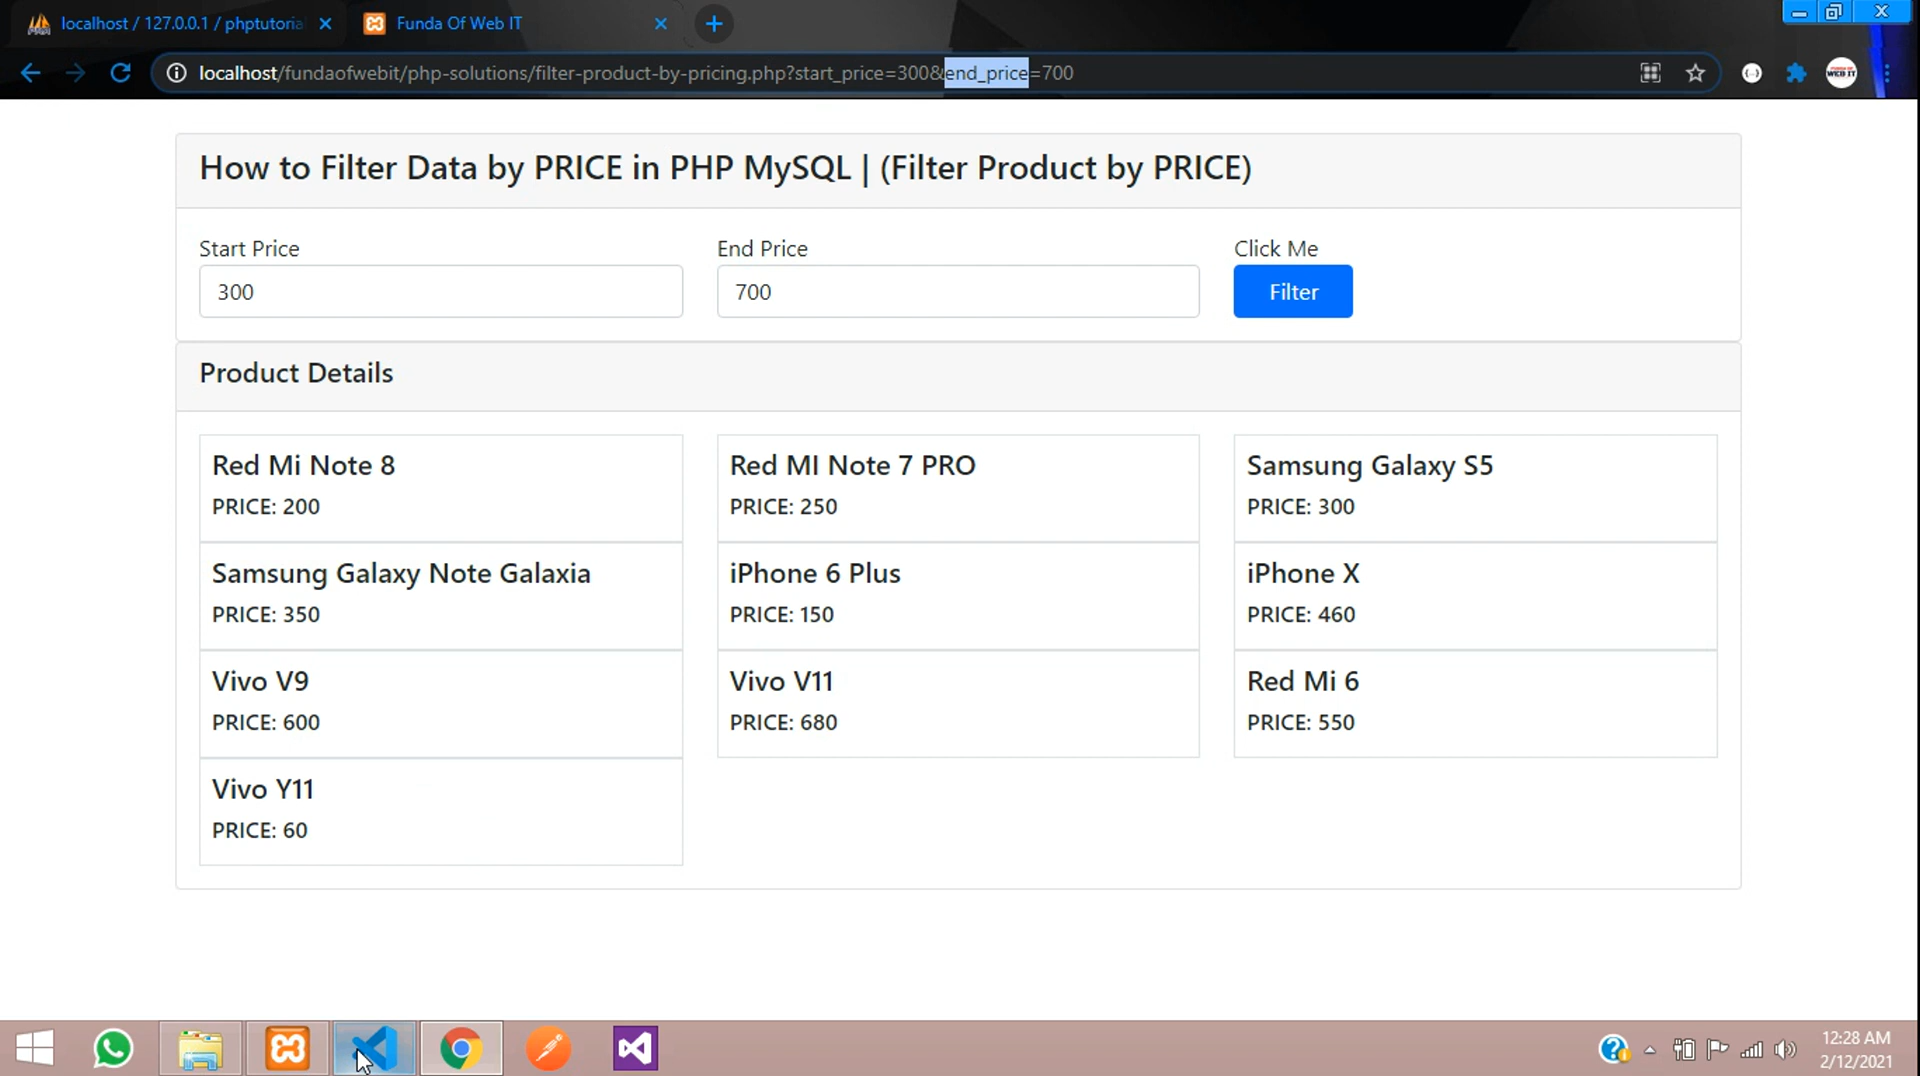 localhost / 127.0.0.1 / phptutoria
Funda Of Web IT
localhost/fundaofwebit/php-solutions/filter-product-by-pricing.php?start_price=300&end_price=700
WEB IT
How to Filter Data by PRICE in PHP MySQL | (Filter Product by PRICE)
Start Price
End Price
Click Me
300
700
Filter
Product Details
Red Mi Note 8
PRICE: 200
Red MI Note 7 PRO
PRICE: 250
Samsung Galaxy S5
PRICE: 300
Samsung Galaxy Note Galaxia
PRICE: 350
iPhone 6 Plus
PRICE: 150
iPhone X
PRICE: 460
Vivo V9
PRICE: 600
Vivo V11
PRICE: 680
Red Mi 6
PRICE: 550
Vivo Y11
PRICE: 60
12:28 AM
2/12/2021